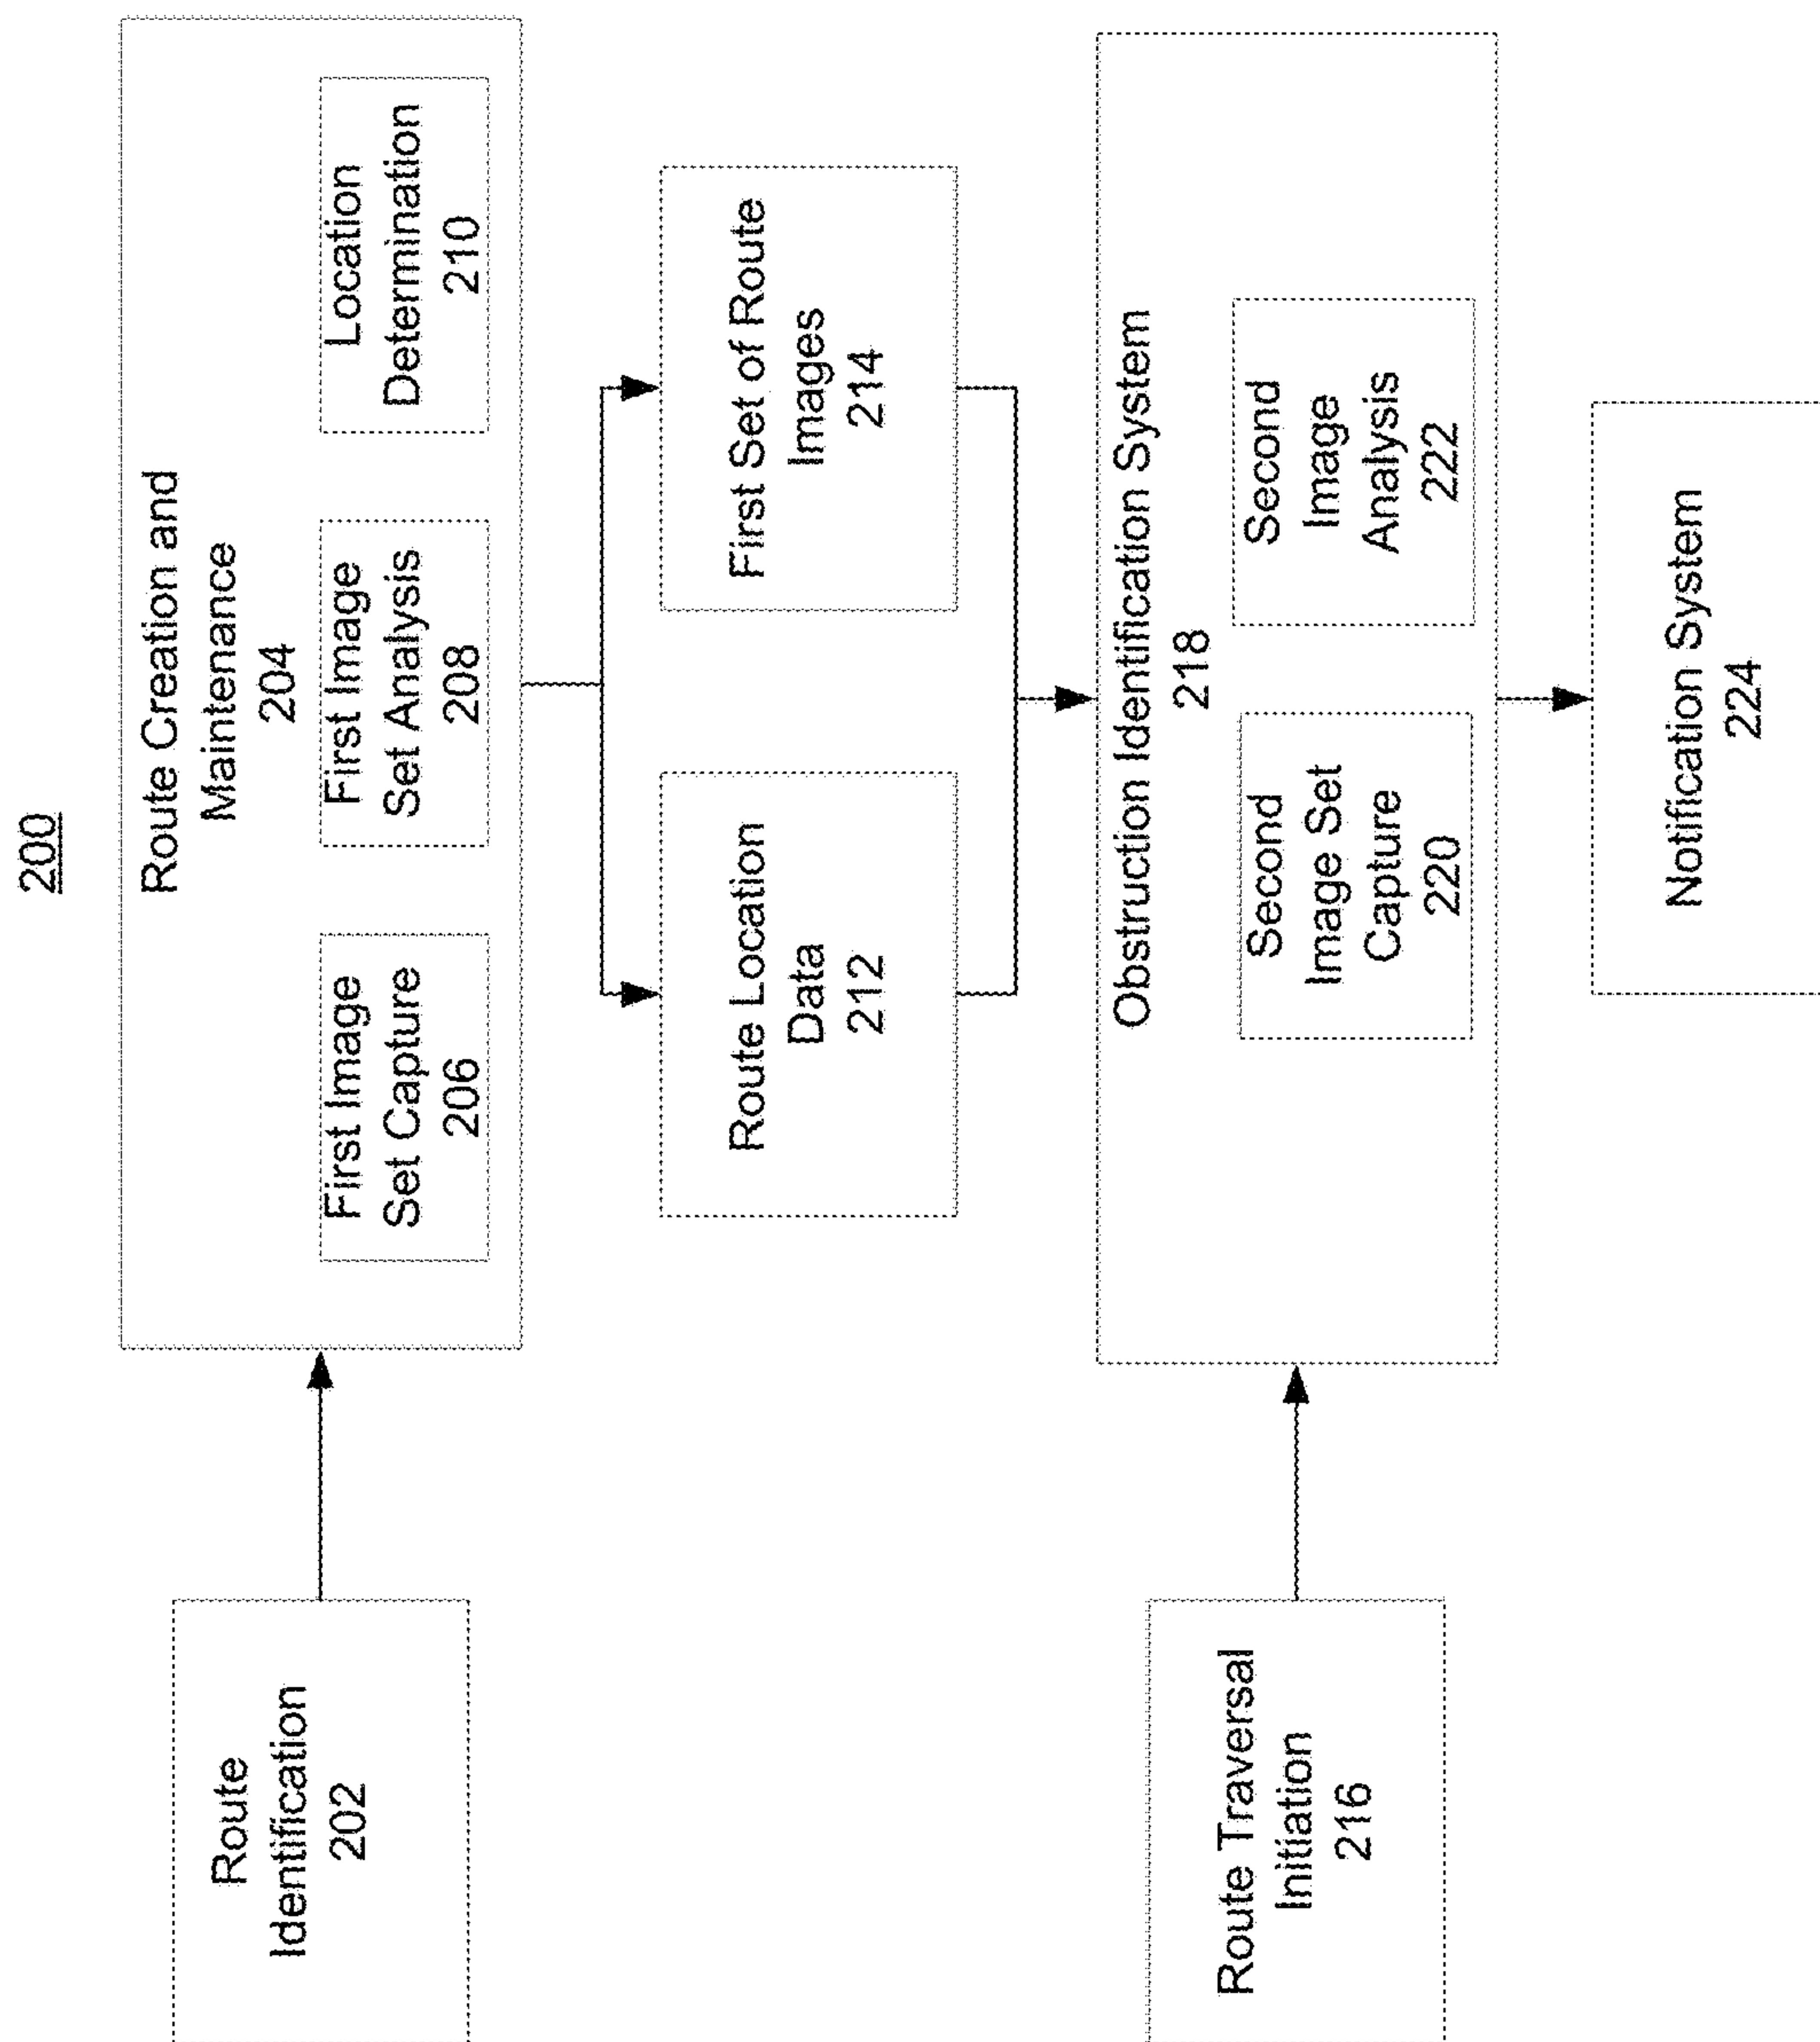 200
Route
Identification
202
Route Creation and
Maintenance
204
First Image
Set Capture
206
First Image
Set Analysis
208
Location
Determination
210
Route Location
Data
212
First Set of Route
Images
214
Route Traversal
Initiation
216
Obstruction Identification System
218
Second
Image Set
Capture
220
Second
Image
Analysis
222
Notification System
224